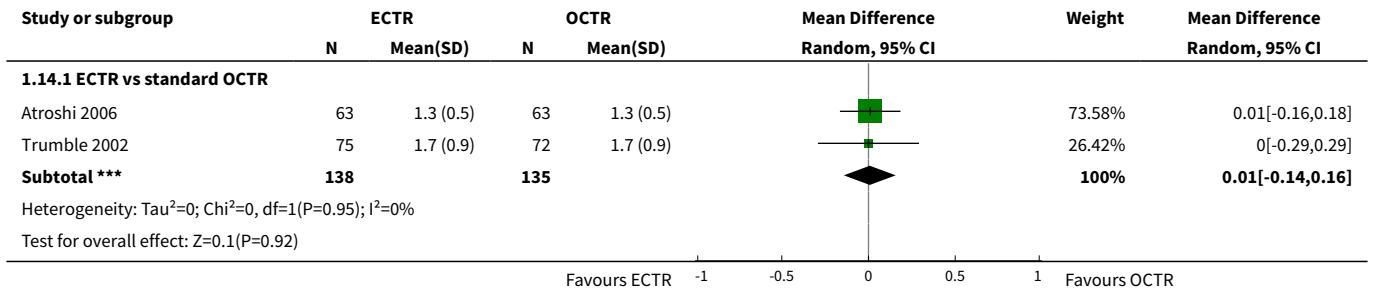 Study or subgroup ECTR OCTR Mean Difference Weight Mean Difference
N Mean(SD) N Mean(SD) Random, 95% CI Random, 95% CI
1.14.1 ECTR vs standard OCTR
Atroshi 2006 63 1.3 (0.5) 63 1.3 (0.5) 73.58% 0.01[-0.16,0.18]
Trumble 2002 75 1.7 (0.9) 72 1.7 (0.9) 26.42% 0[-0.29,0.29]
Subtotal *** 138 135 100% 0.01[-0.14,0.16]
Heterogeneity: Tau²=0; Chi²=0, df=1(P=0.95); I²=0%
Test for overall effect: Z=0.1(P=0.92)
Favours ECTR -1 -0.5 0 0.5 1 Favours OCTR